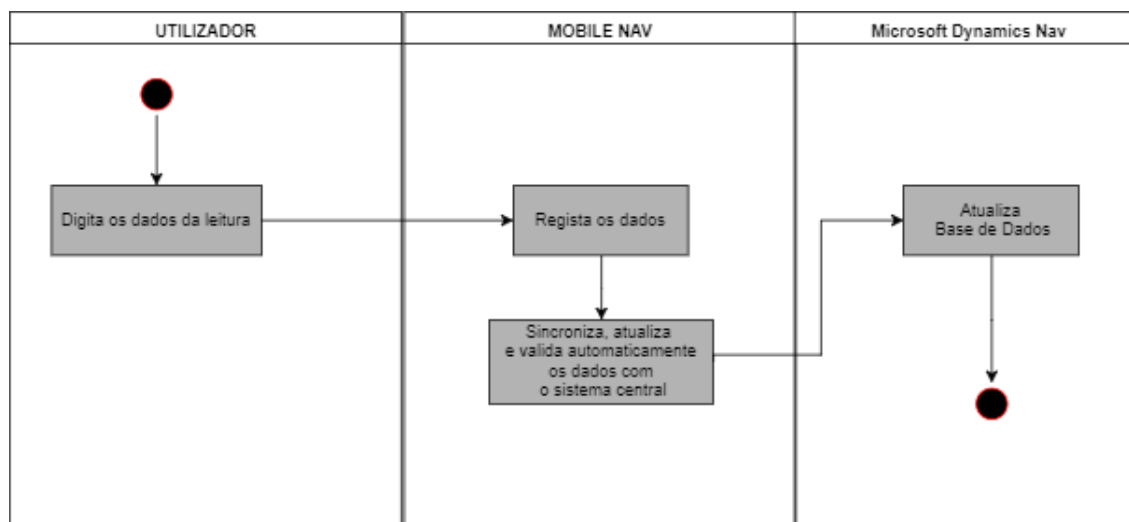 UTILIZADOR
MOBILE NAV
Microsoft Dynamics Nav
Digita os dados da leitura
Regista os dados
Atualiza
Base de Dados
Sincroniza, atualiza
e valida automaticamente
os dados com
o sistema central